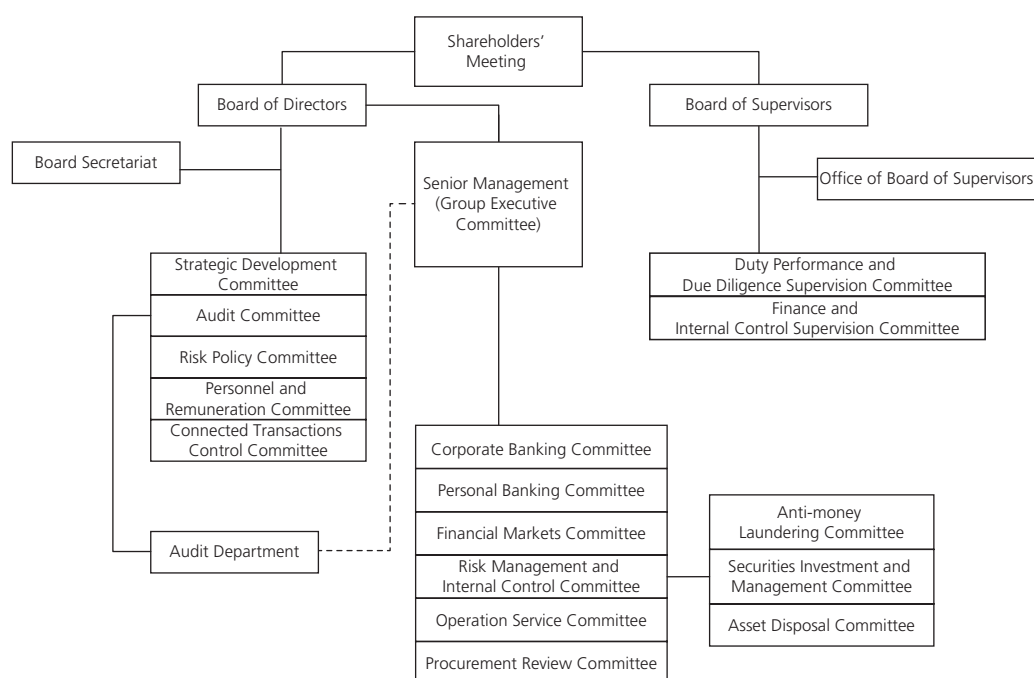 Shareholders’
Meeting
Board of Directors
Board of Supervisors
Board Secretariat
Senior Management
(Group Executive
Committee)
Office of Board of Supervisors
Strategic Development
Committee
Audit Committee
Risk Policy Committee
Personnel and
Remuneration Committee
Connected Transactions
Control Committee
Duty Performance and
Due Diligence Supervision Committee
Finance and
Internal Control Supervision Committee
Audit Department
Corporate Banking Committee
Personal Banking Committee
Financial Markets Committee
Risk Management and
Internal Control Committee
Operation Service Committee
Procurement Review Committee
Anti-money
Laundering Committee
Securities Investment and
Management Committee
Asset Disposal Committee